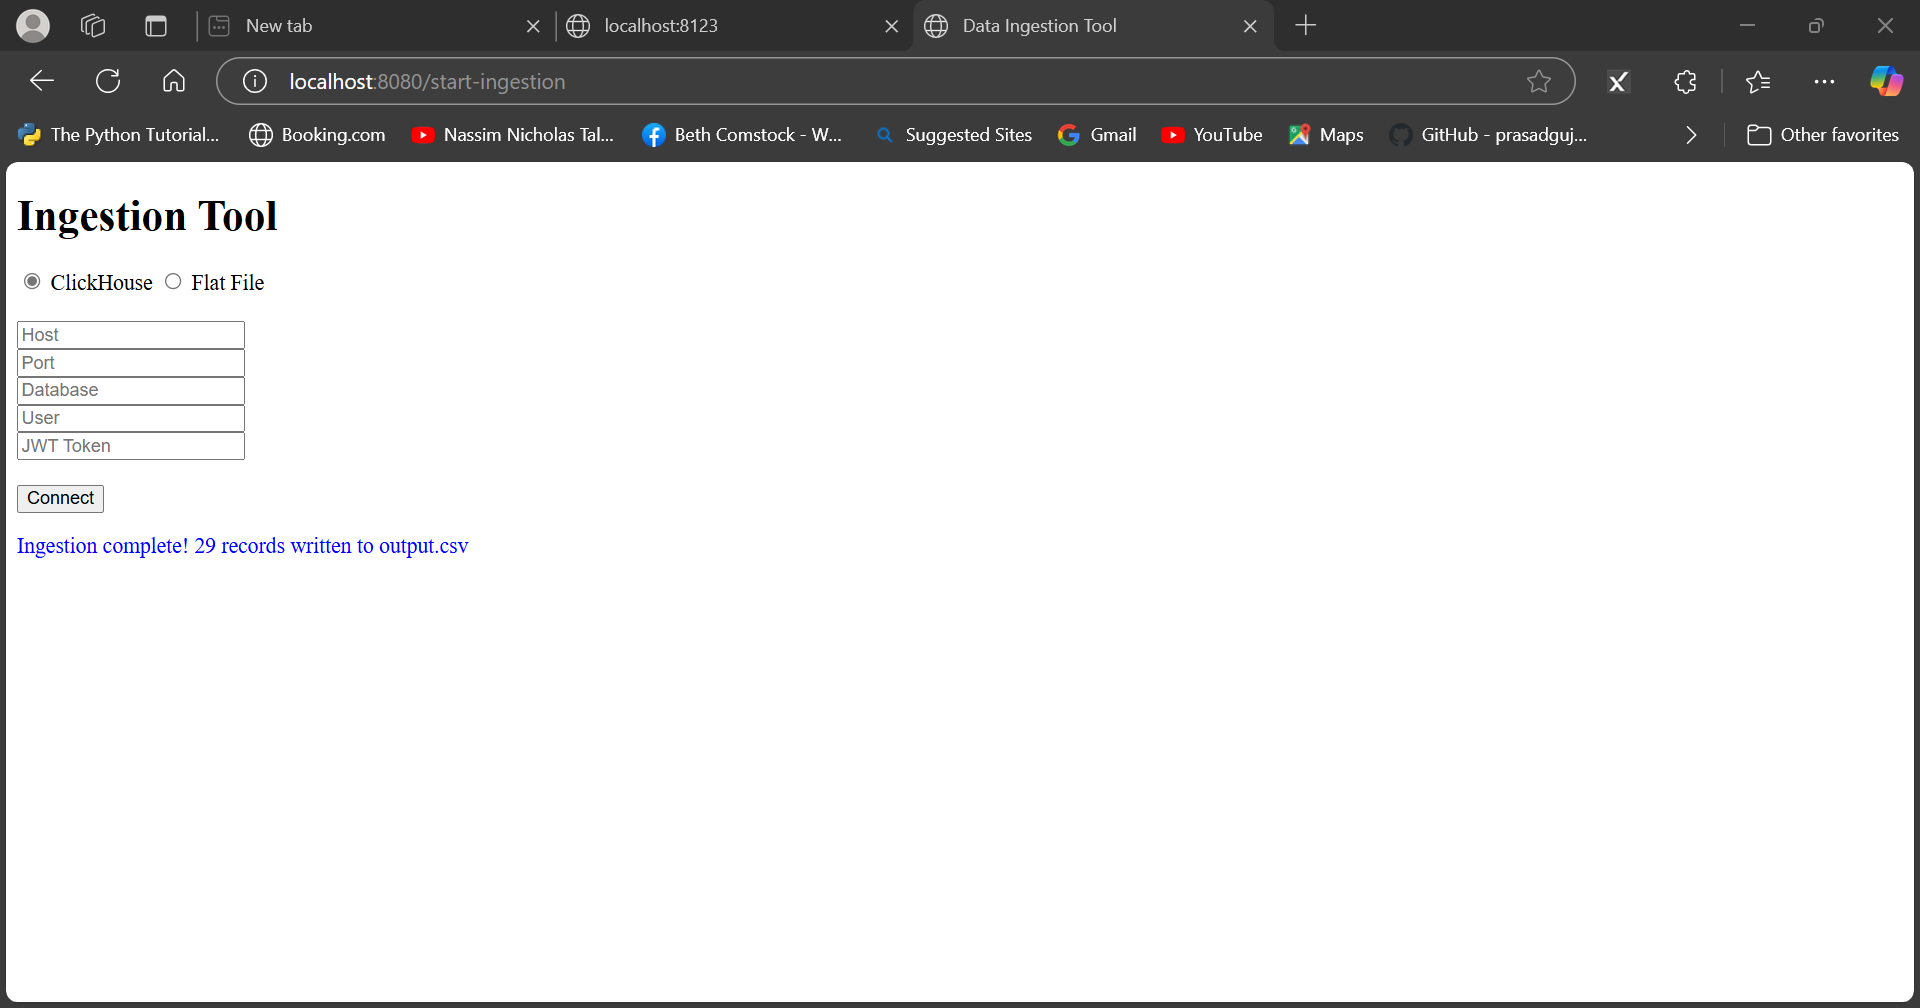 New tab
localhost:8123
Data Ingestion Tool
localhost:8080/start-ingestion
The Python Tutorial...
Booking.com
Nassim Nicholas Tal...
Beth Comstock - W...
Suggested Sites
Gmail
YouTube
Maps
GitHub - prasadguj...
Other favorites
Ingestion Tool
ClickHouse Flat File
Host
Port
Database
User
JWT Token
Connect
Ingestion complete! 29 records written to output.csv